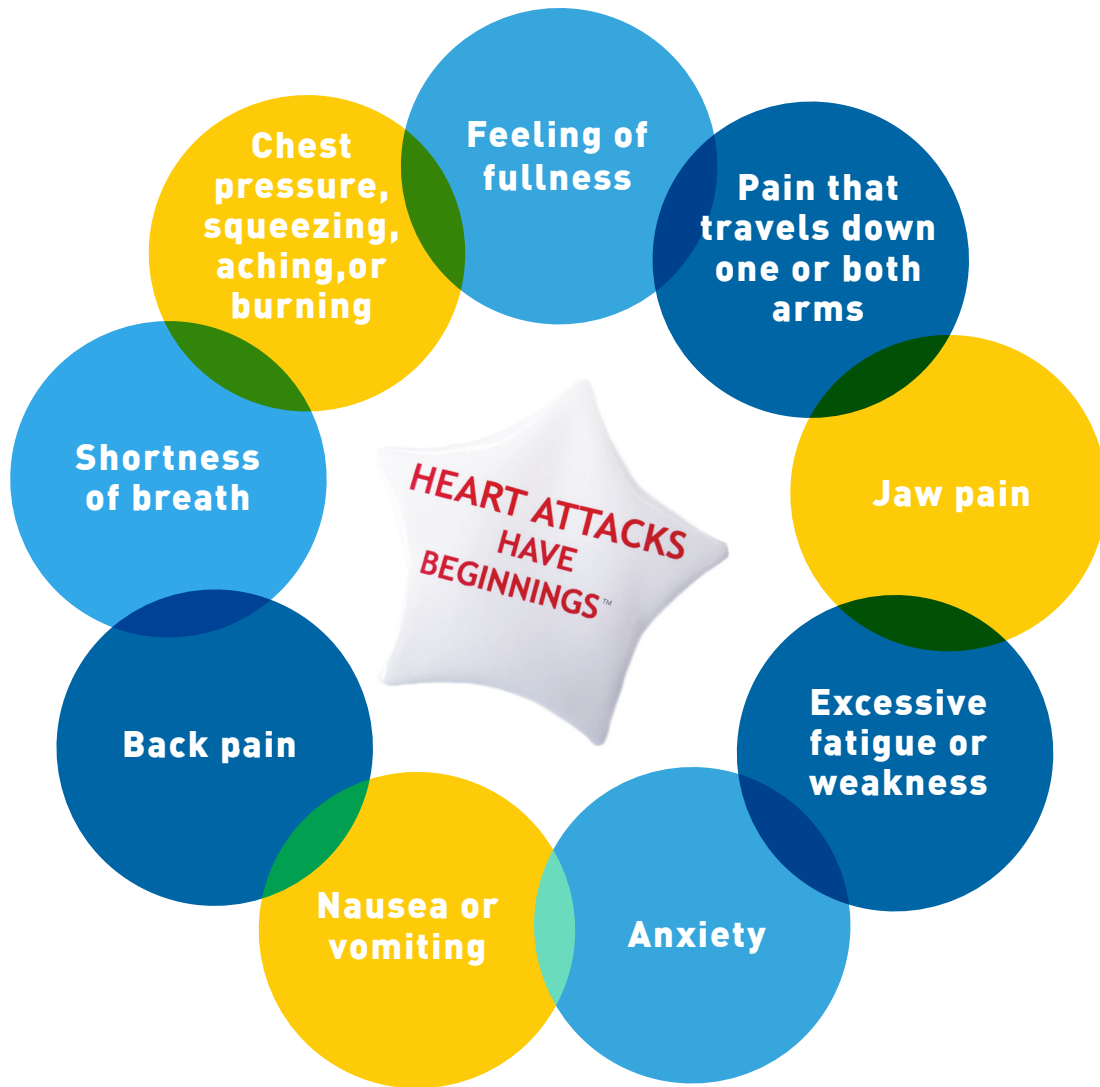 Feeling of
fullness
Pain that
travels down
one or both
arms
Jaw pain
Excessive
fatigue or
weakness
Anxiety
Nausea or
vomiting
Back pain
Shortness
of breath
Chest
pressure,
squeezing,
aching,or
burning
HEART ATTACKS
HAVE
BEGINNINGS™